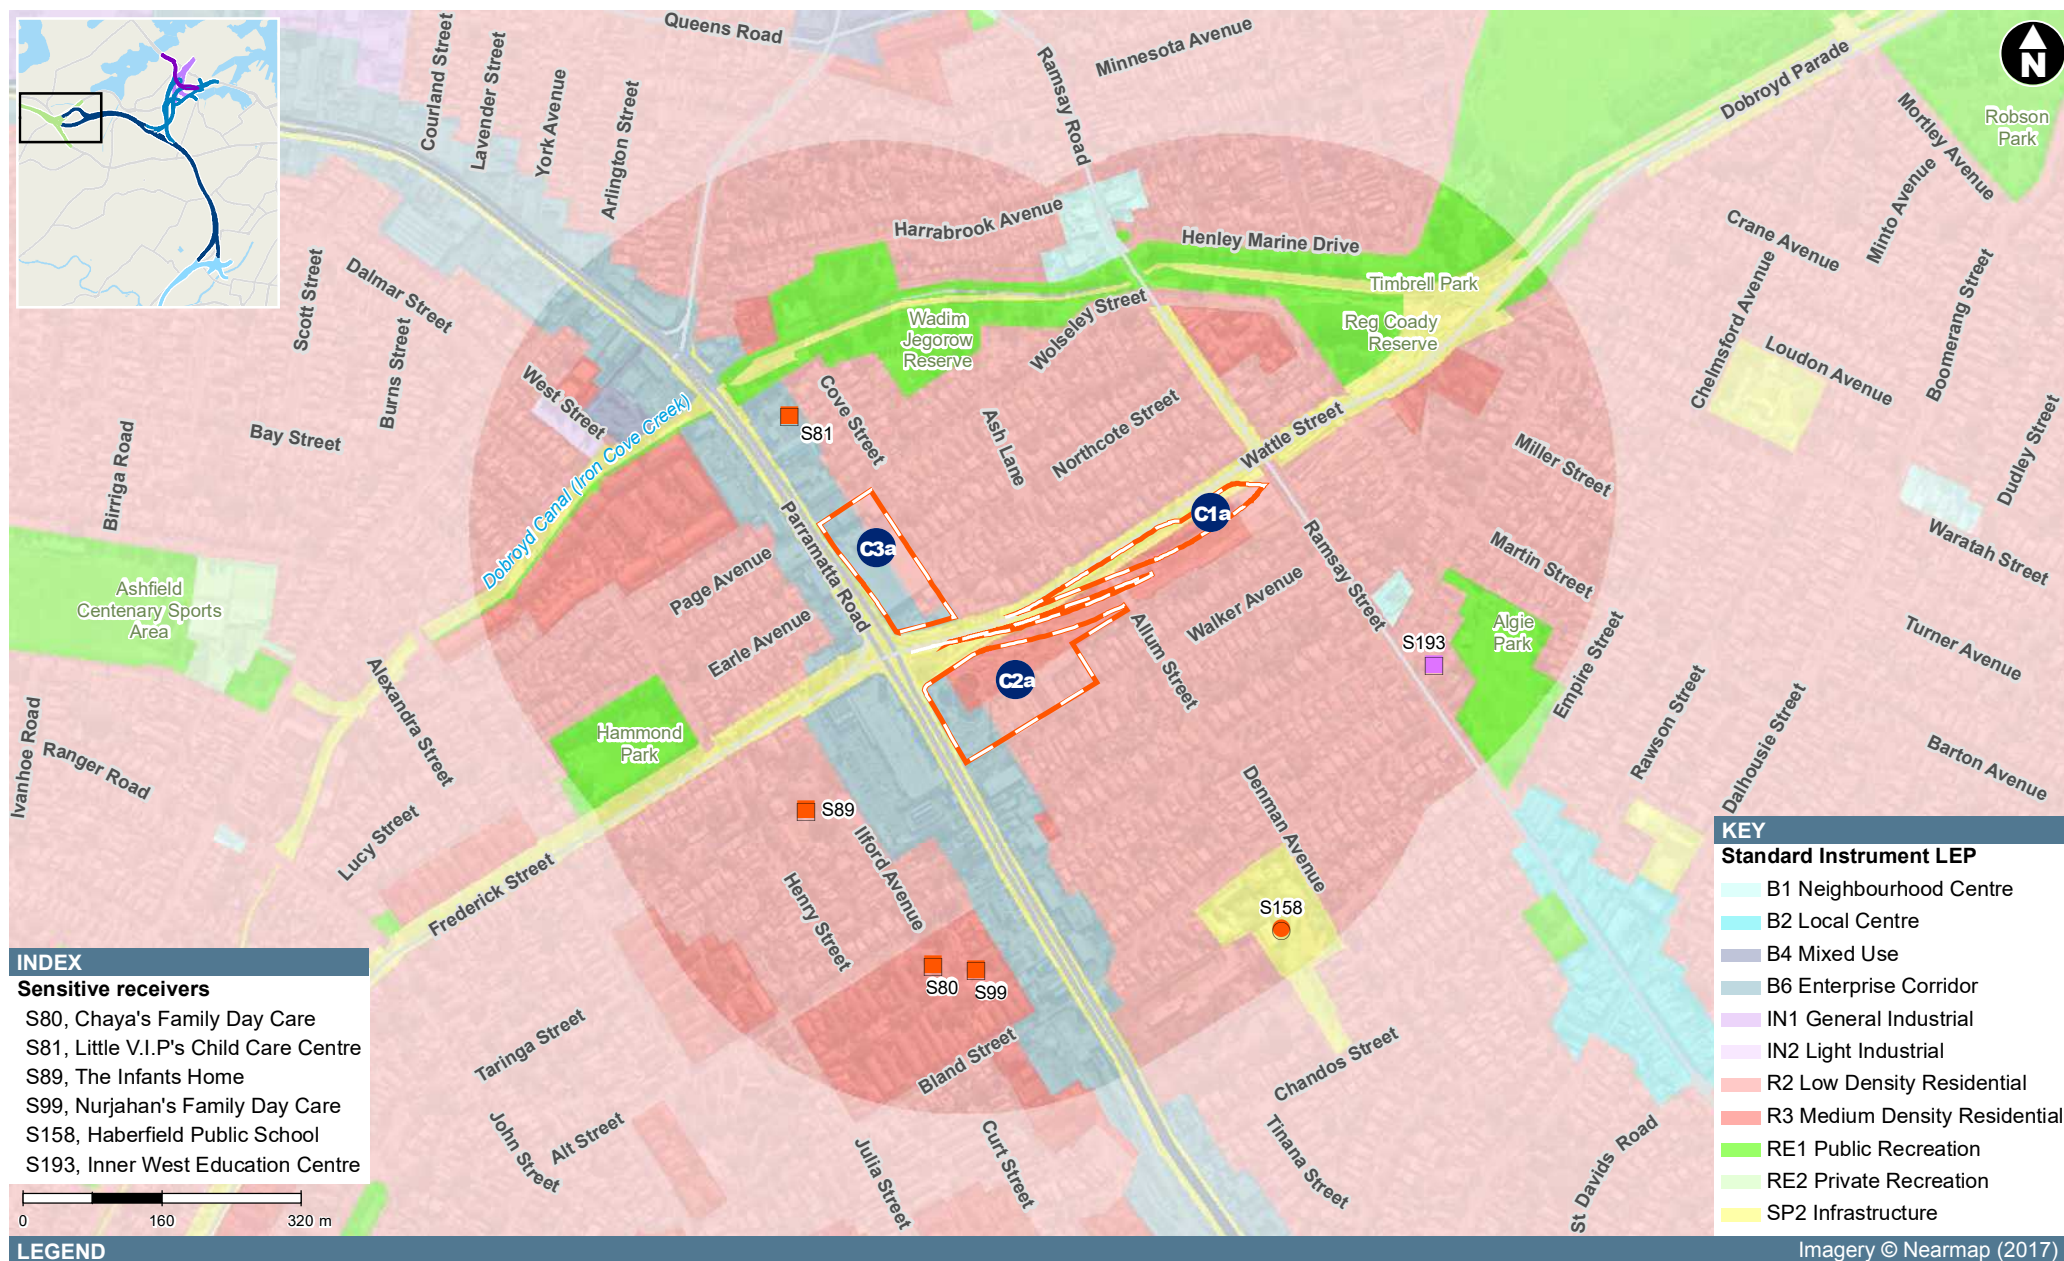 Queens Road
Minnesota Avenue
Ramsay Road
Courland Street
Lavender Street
York Avenue
Arlington Street
Dobroyd Parade
N
Mortley Avenue
Robson
Park
Minto Avenue
Crane Avenue
Harrabrook Avenue
Henley Marine Drive
Timbrell Park
Scott Street
Dalmar Street
Burns Street
Wadim
Jegorow
Reserve
Wolseley Street
Reg Coady
Reserve
Chelmsford Avenue
Boomerang Street
Loudon Avenue
West Street
Cove Street
S81
Ash Lane
Northcote Street
Wattle Street
Birriga Road
Bay Street
Dobroyd Canal (Iron Cove Creek)
Miller Street
Dudley Street
C1a
Parramatta Road
C3a
Ramsay Street
Martin Street
Waratah Street
Page Avenue
Ashfield
Centenary Sports
Area
Walker Avenue
Earle Avenue
Allum Street
S193
Algie
Park
Empire Street
Turner Avenue
C2a
Alexandra Street
Ivanhoe Road
Ranger Road
Hammond
Park
Rawson Street
Dalhousie Street
Barton Avenue
Denman Avenue
S89
Lucy Street
Ilford Avenue
Frederick Street
Henry Street
S158
S80
S99
Taringa Street
Bland Street
Chandos Street
John Street
Alt Street
Julia Street
Curt Street
Tinana Street
St Davids Road
INDEX
Sensitive receivers
S80, Chaya's Family Day Care
S81, Little V.I.P's Child Care Centre
S89, The Infants Home
S99, Nurjahan's Family Day Care
S158, Haberfield Public School
S193, Inner West Education Centre
0 160 320 m
KEY
Standard Instrument LEP
B1 Neighbourhood Centre
B2 Local Centre
B4 Mixed Use
B6 Enterprise Corridor
IN1 General Industrial
IN2 Light Industrial
R2 Low Density Residential
R3 Medium Density Residential
RE1 Public Recreation
RE2 Private Recreation
SP2 Infrastructure
LEGEND
Imagery © Nearmap (2017)